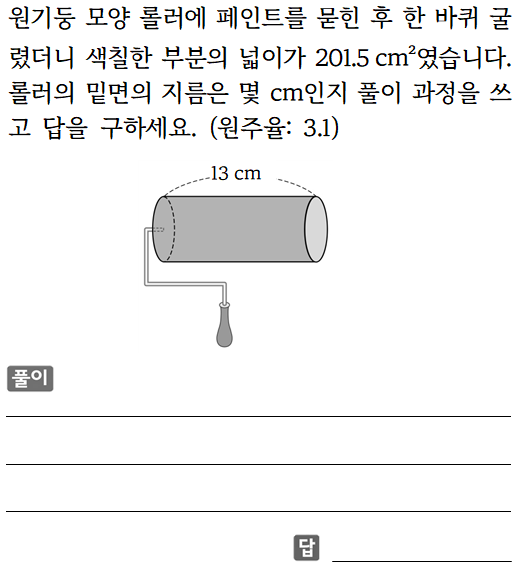 원기둥 모양 롤러에 페인트를 묻힌 후 한 바퀴 굴
렸더니 색칠한 부분의 넓이가 201.5 cm²였습니다.
롤러의 밑면의 지름은 몇 cm인지 풀이 과정을 쓰
고 답을 구하세요. (원주율: 3.1)
13 cm
풀이
답